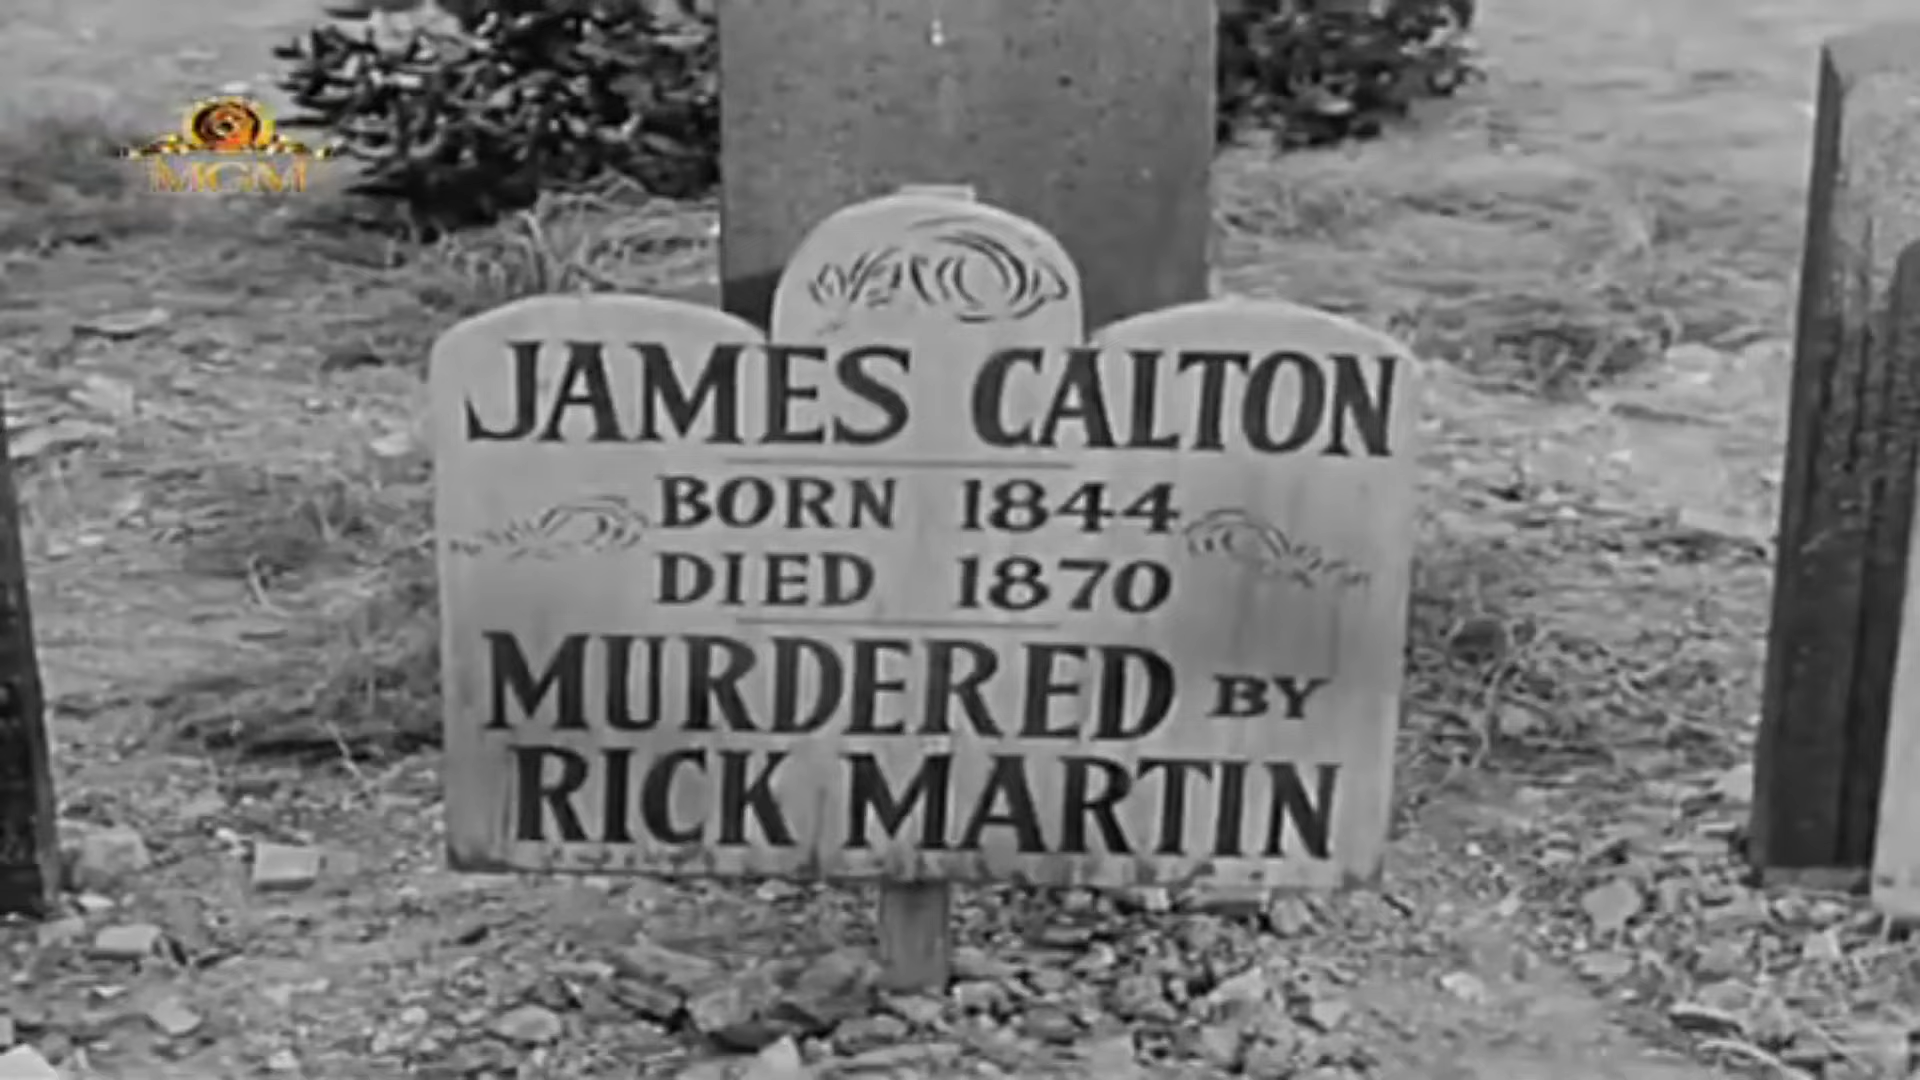 MGM
JAMES CALTON
BORN 1844
DIED 1870
MURDERED BY
RICK MARTIN